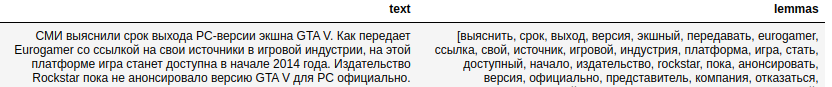 text lemmas
СМИ выяснили срок выхода PC-версии экшна GTA V. Как передает
Eurogamer со ссылкой на свои источники в игровой индустрии, на этой
платформе игра станет доступна в начале 2014 года. Издательство
Rockstar пока не анонсировало версию GTA V для PC официально.
[выяснить, срок, выход, версия, экшный, передавать, eurogamer,
ссылка, свой, источник, игровой, индустрия, платформа, игра, стать,
доступный, начало, издательство, rockstar, пока, анонсировать,
версия, официально, представитель, компания, отказаться,